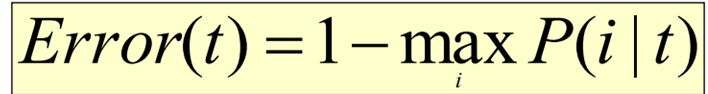 Error(t) = 1 − max P(i | t)
i